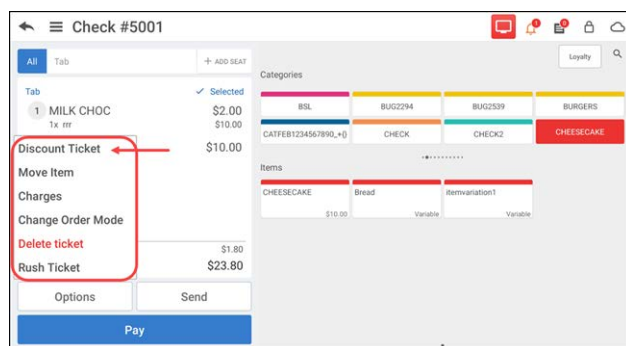 Check #5001
All Tab + ADD SEAT
Tab ✓ Selected
1 MILK CHOC $2.00
1x rrr $10.00
Discount Ticket $10.00
Move Item
Charges
Change Order Mode
Delete ticket $1.80
Rush Ticket $23.80
Options Send
Pay
Loyalty
Categories
BSL BUG2294 BUG2539 BURGERS
CATFEB1234567890_+() CHECK CHECK2 CHEESECAKE
Items
CHEESECAKE Bread itemvariation1
$10.00 Variable Variable